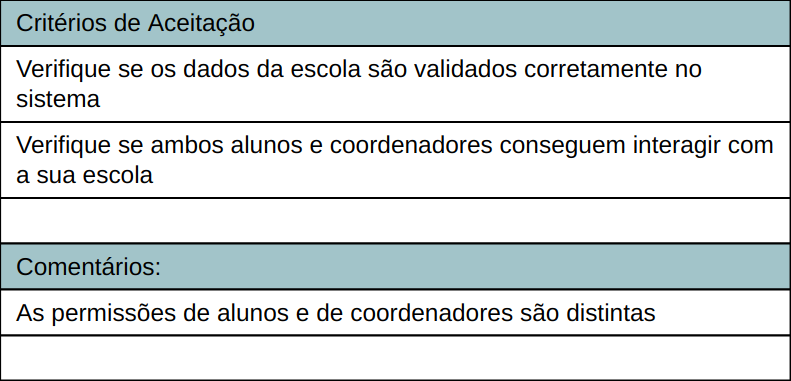 Critérios de Aceitação
Verifique se os dados da escola são validados corretamente no
sistema
Verifique se ambos alunos e coordenadores conseguem interagir com
a sua escola
Comentários:
As permissões de alunos e de coordenadores são distintas